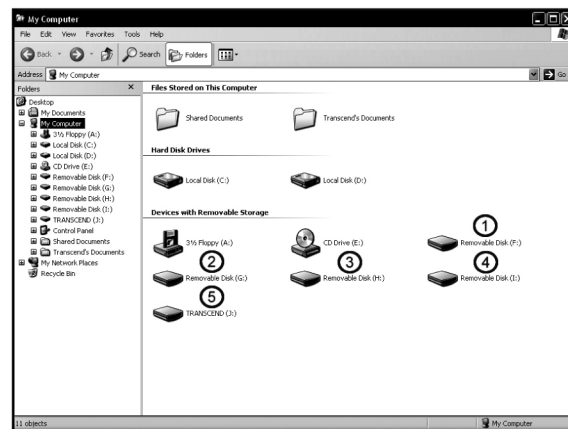 My Computer
File Edit View Favorites Tools Help
Back Search Folders
Address My Computer Go
Folders
Desktop
My Documents
My Computer
3½ Floppy (A:)
Local Disk (C:)
Local Disk (D:)
CD Drive (E:)
Removable Disk (F:)
Removable Disk (G:)
Removable Disk (H:)
Removable Disk (I:)
TRANSCEND (J:)
Control Panel
Shared Documents
Transcend's Documents
My Network Places
Recycle Bin
Files Stored on This Computer
Shared Documents Transcend's Documents
Hard Disk Drives
Local Disk (C:) Local Disk (D:)
Devices with Removable Storage
1
3½ Floppy (A:) CD Drive (E:) Removable Disk (F:)
2 3 4
Removable Disk (G:) Removable Disk (H:) Removable Disk (I:)
5
TRANSCEND (J:)
11 objects My Computer